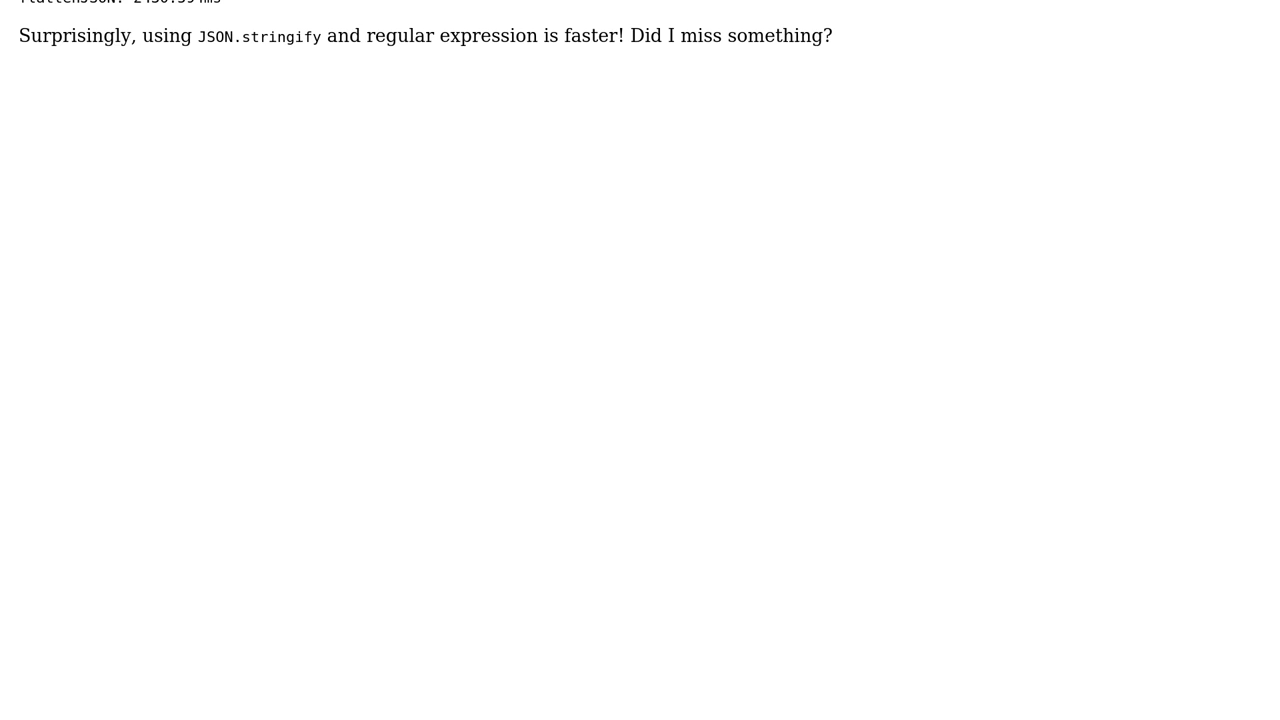 Surprisingly, using JSON.stringify and regular expression is faster! Did I miss something?